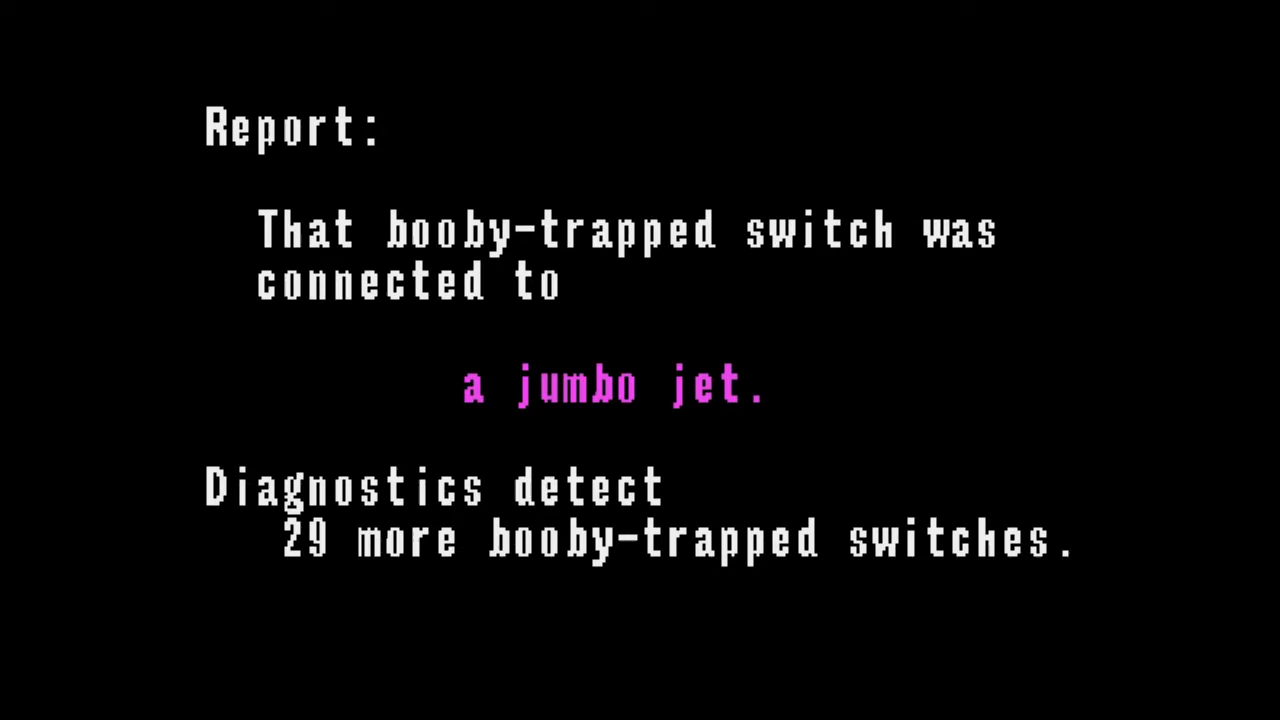 Report:
That booby-trapped switch was
connected to
a jumbo jet.
Diagnostics detect
29 more booby-trapped switches.